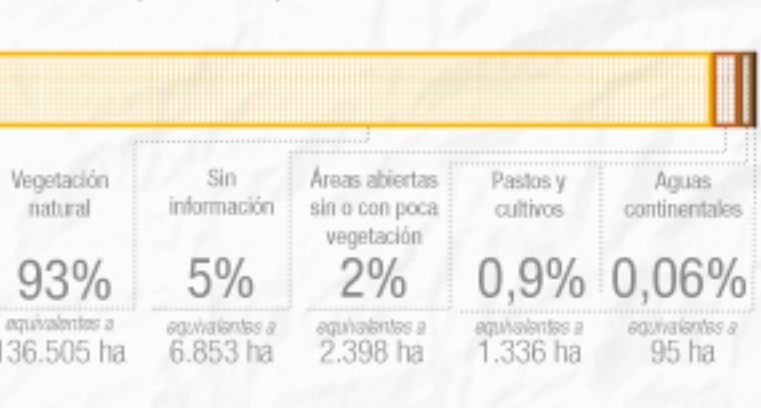 Vegetación
natural
93%
equivalentes a
136.505 ha
Sin
información
5%
equivalentes a
6.853 ha
Áreas abiertas
sin o con poca
vegetación
2%
equivalentes a
2.398 ha
Pastos y
cultivos
0,9%
equivalentes a
1.336 ha
Aguas
continentales
0,06%
equivalentes a
95 ha